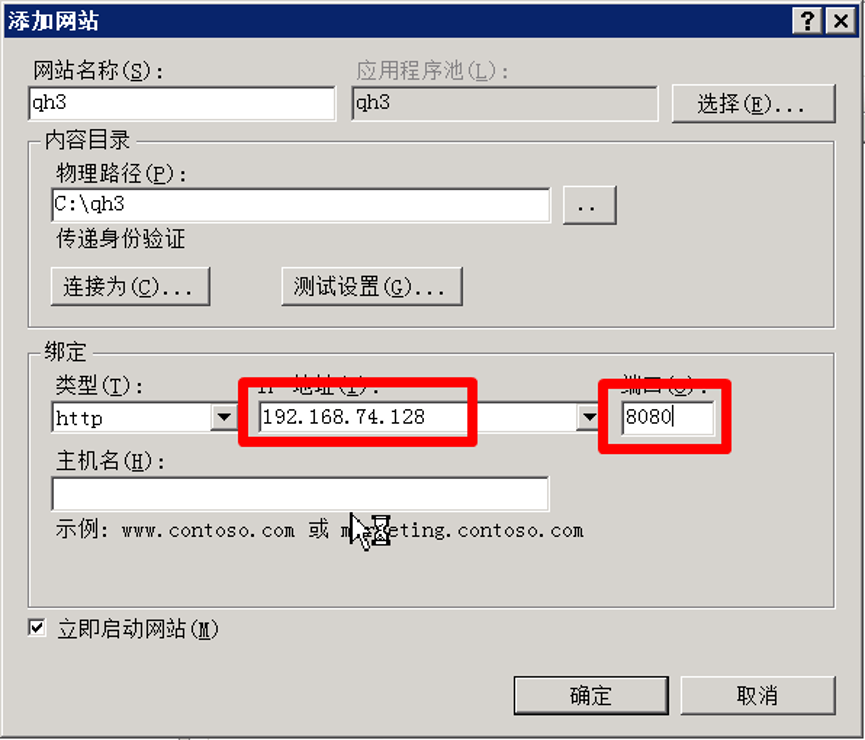 添加网站
网站名称(S): 应用程序池(L):
qh3 qh3 选择(E)...
内容目录
物理路径(P):
C:\qh3 ..
传递身份验证
连接为(C)... 测试设置(G)...
绑定
类型(T): 地址(I): 端口(O):
http 192.168.74.128 8080
主机名(H):
示例: www.contoso.com 或 marketing.contoso.com
立即启动网站(M)
确定 取消